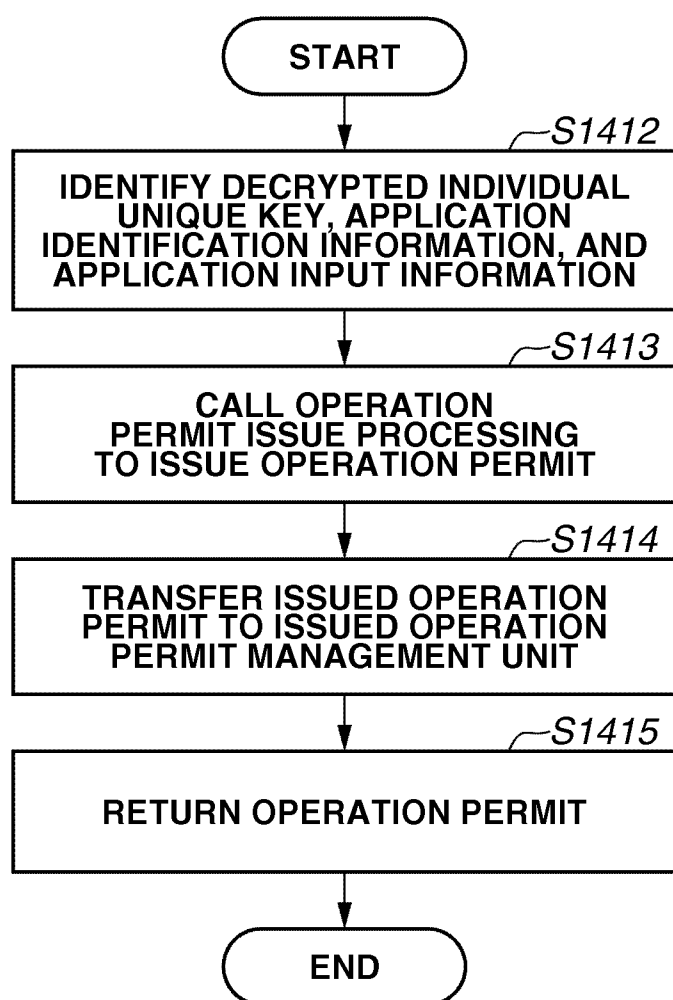 START
S1412
IDENTIFY DECRYPTED INDIVIDUAL
UNIQUE KEY, APPLICATION
IDENTIFICATION INFORMATION, AND
APPLICATION INPUT INFORMATION
S1413
CALL OPERATION
PERMIT ISSUE PROCESSING
TO ISSUE OPERATION PERMIT
S1414
TRANSFER ISSUED OPERATION
PERMIT TO ISSUED OPERATION
PERMIT MANAGEMENT UNIT
S1415
RETURN OPERATION PERMIT
END